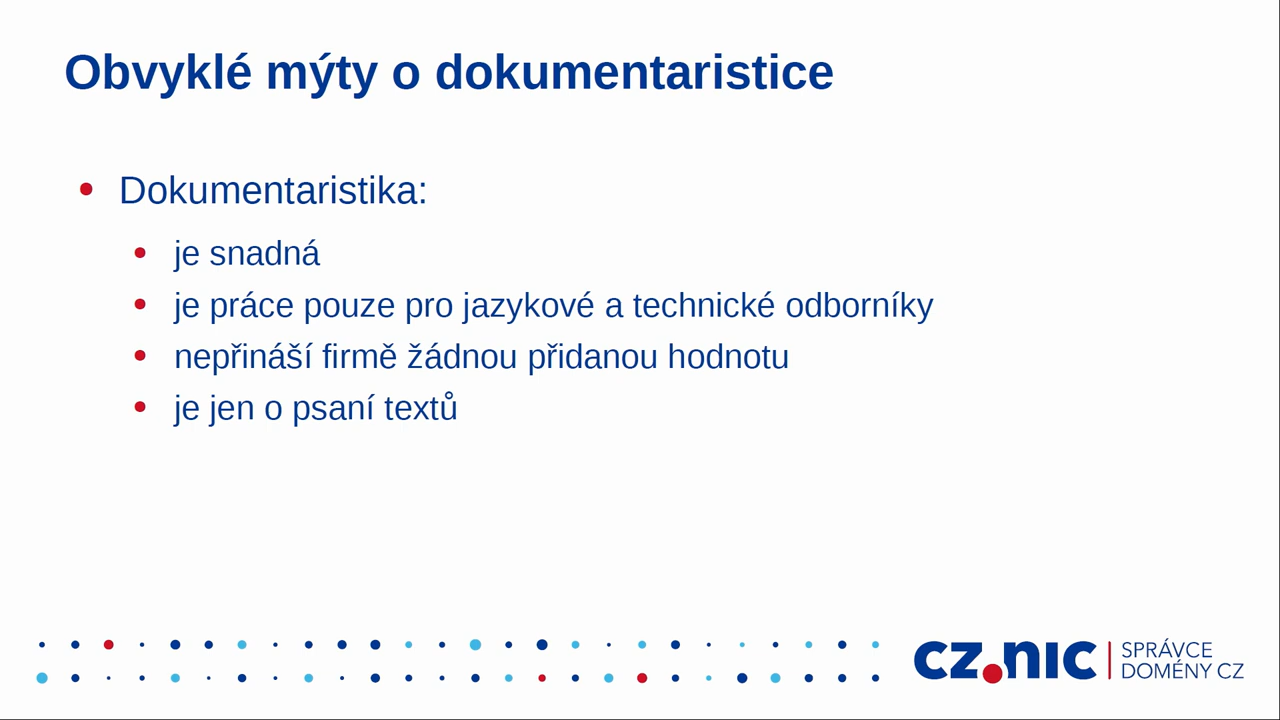 Obvyklé mýty o dokumentaristice
Dokumentaristika:
je snadná
je práce pouze pro jazykové a technické odborníky
nepřináší firmě žádnou přidanou hodnotu
je jen o psaní textů
CZ.NIC
SPRÁVCE
DOMÉNY CZ